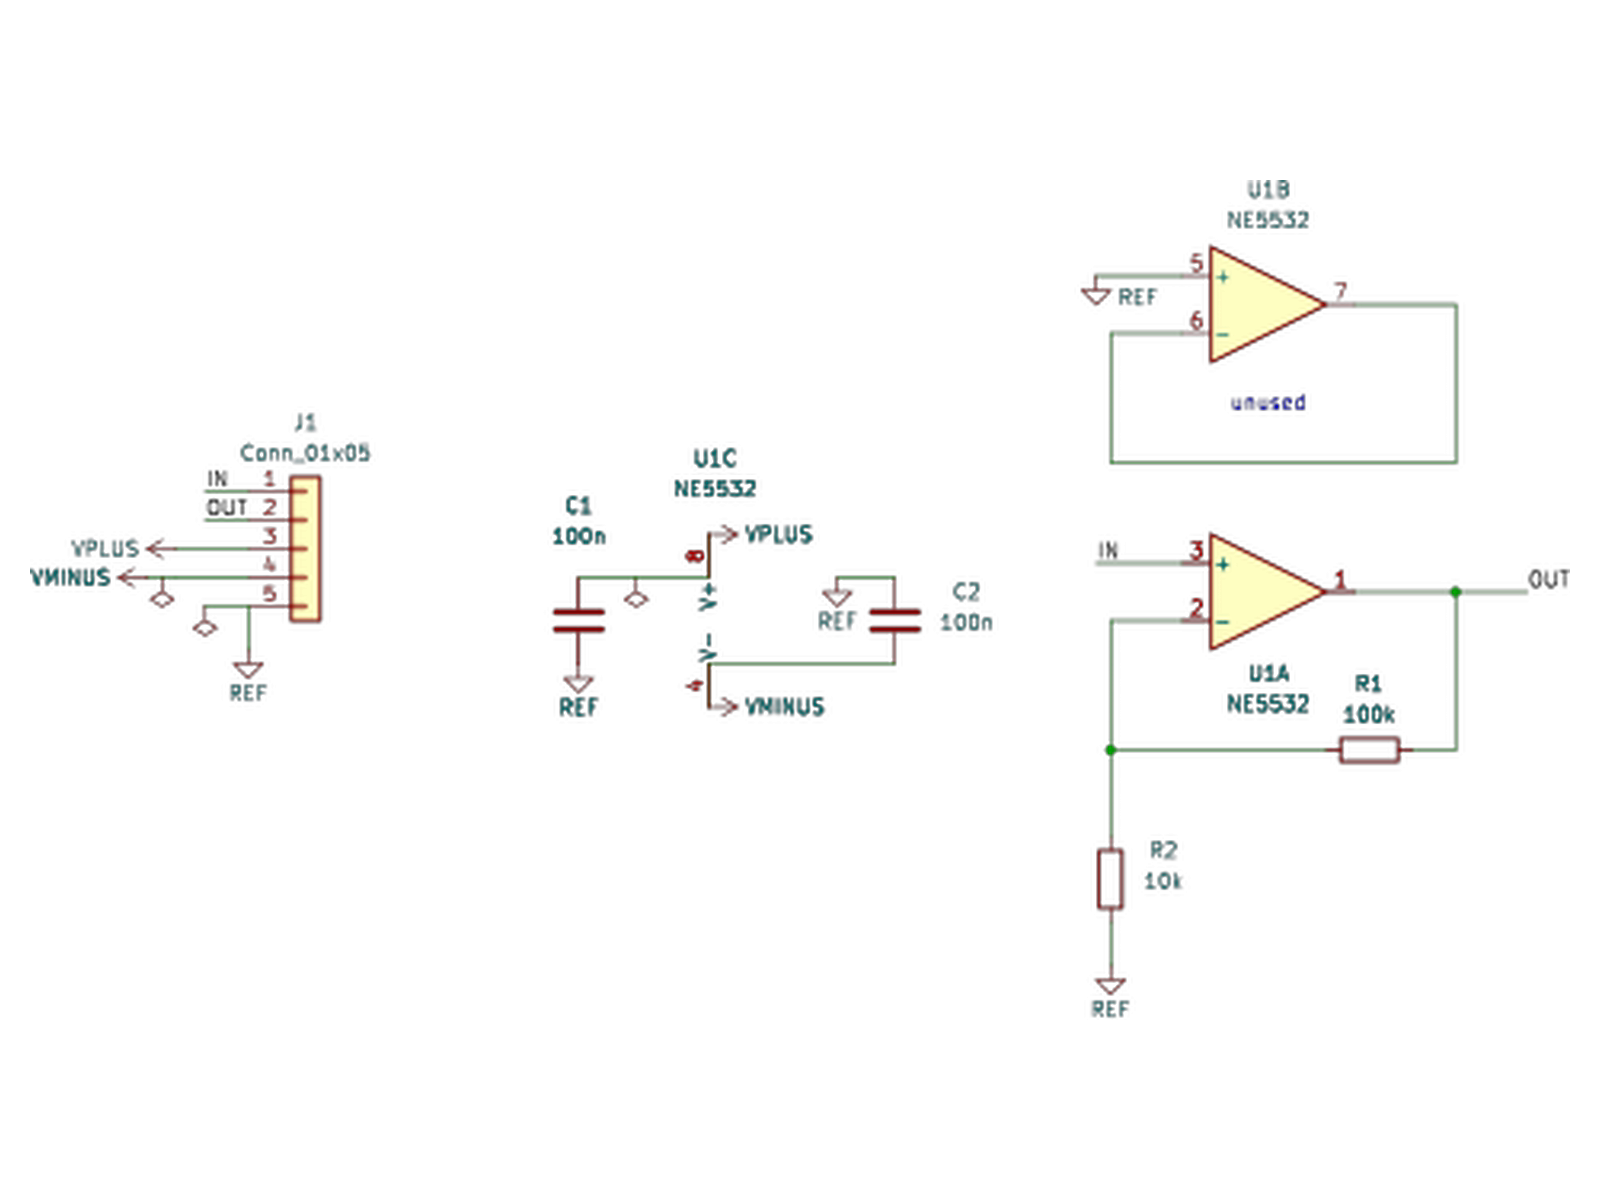 U1B
NE5532
5
+
REF
6
-
7
unused
J1
Conn_01x05
IN 1
OUT 2
VPLUS 3
VMINUS 4
5
REF
U1C
NE5532
C1
100n
8
VPLUS
V+
V-
4
VMINUS
REF
REF
C2
100n
IN
3
+
2
-
1
OUT
U1A
NE5532
R1
100k
R2
10k
REF